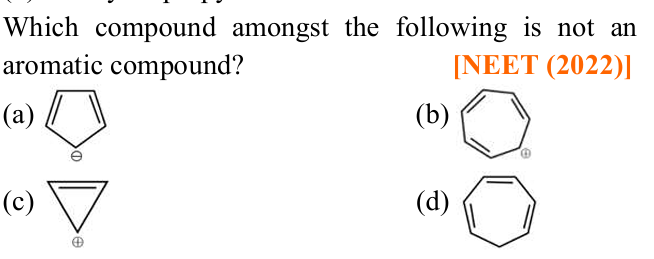 Which compound amongst the following is not an
aromatic compound? [NEET (2022)]
(a) ⊖ (b) ⊕
(c) ⊕ (d)